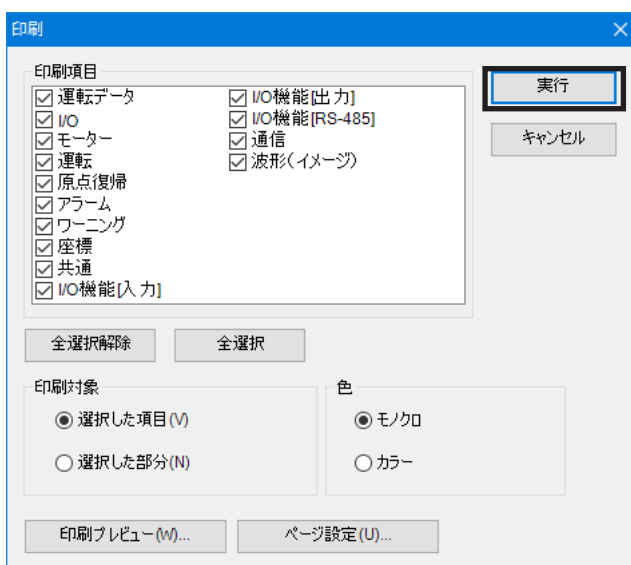 印刷
印刷項目
運転データ
I/O
モーター
運転
原点復帰
アラーム
ワーニング
座標
共通
I/O機能[入力]
I/O機能[出力]
I/O機能[RS-485]
通信
波形(イメージ)
実行
キャンセル
全選択解除
全選択
印刷対象
選択した項目(V)
選択した部分(N)
色
モノクロ
カラー
印刷プレビュー(W)...
ページ設定(U)...